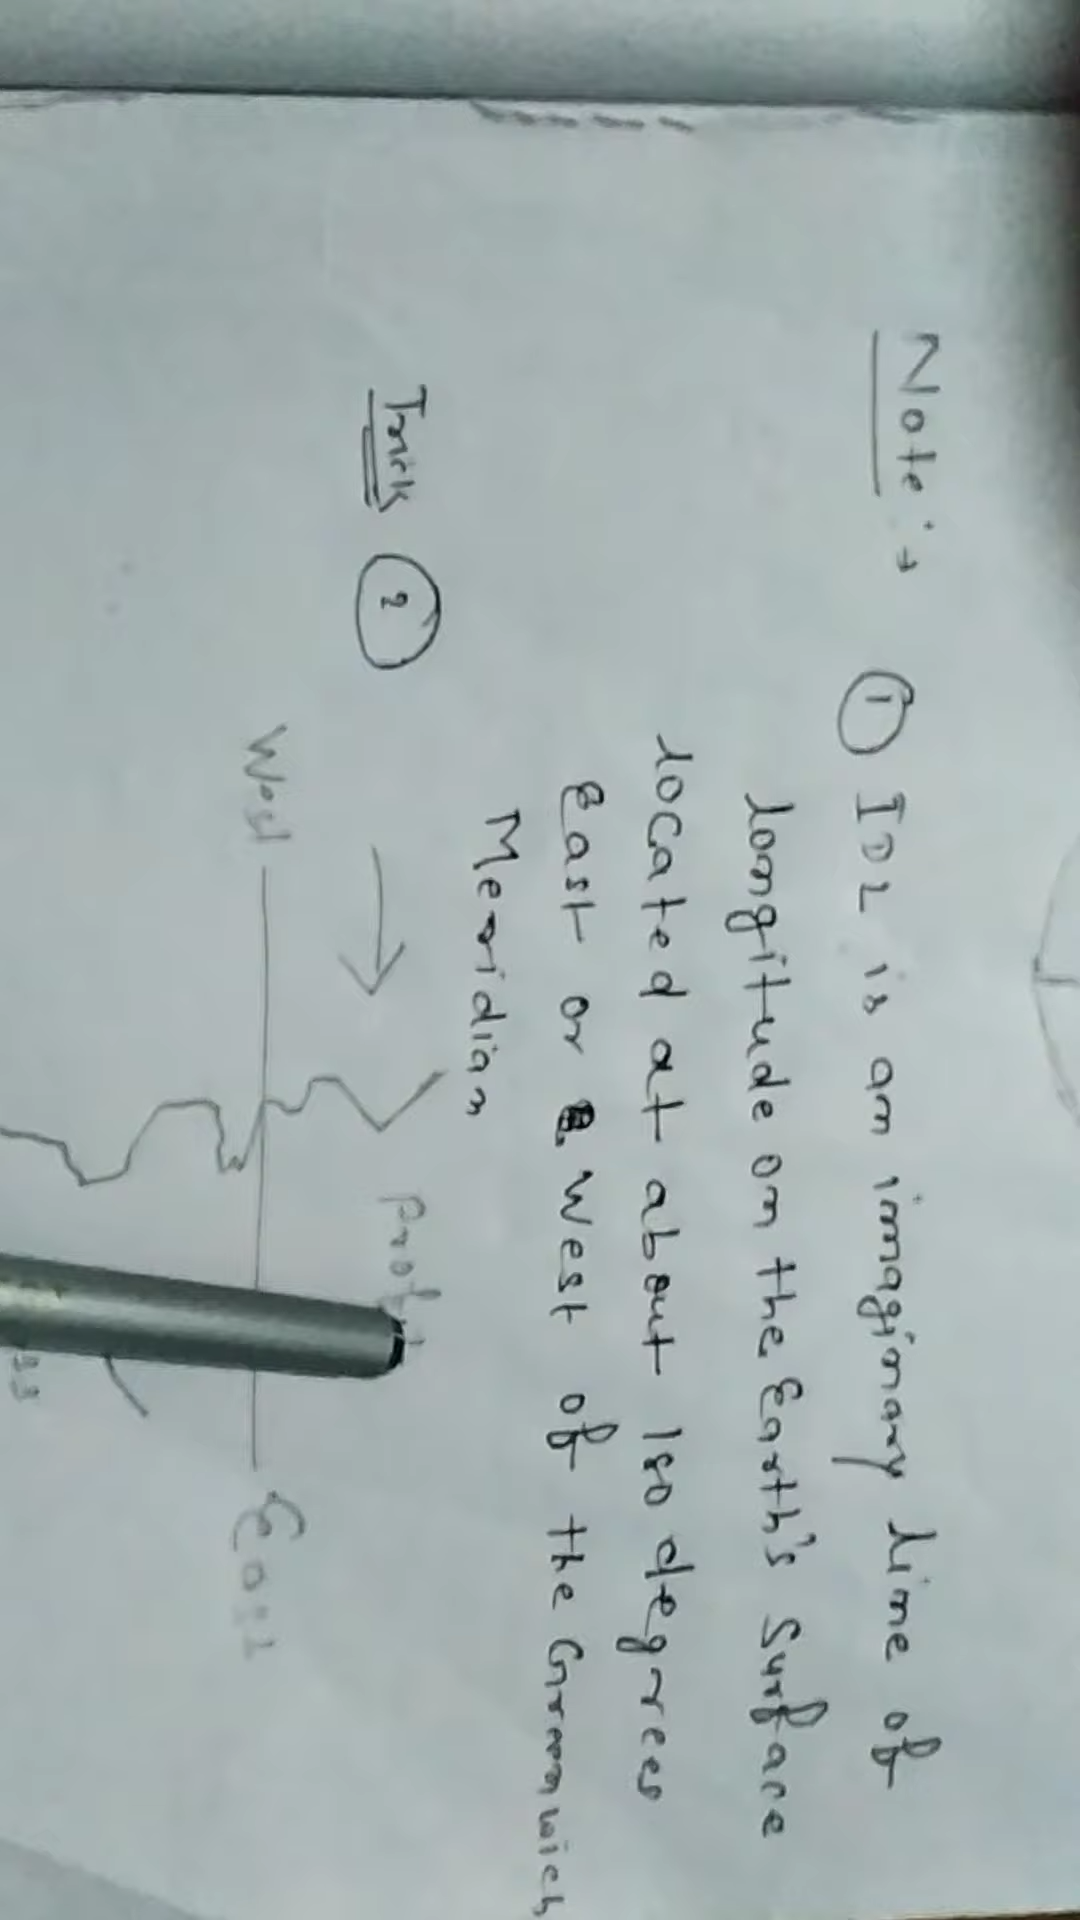 Note :→ ① IDL is an imaginary line of
longitude on the Earth's Surface
located at about 180 degrees
East or West of the Greenwich
Meridian
Trick ②
West East